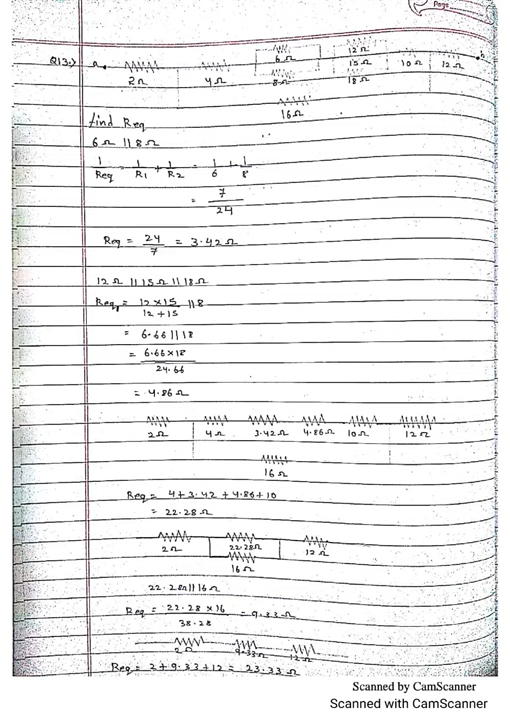 Page
Q13.) a 2Ω 4Ω 6Ω 8Ω 12Ω 15Ω 18Ω 10Ω 12Ω b
16Ω
find Req
6Ω || 8Ω
1/Req = 1/R1 + 1/R2 = 1/6 + 1/8
= 7/24
Req = 24/7 = 3.42Ω
12Ω || 15Ω || 18Ω
Req = 12×15/12+15 || 8
= 6.66 || 18
= 6.66×18/24.66
= 4.86Ω
2Ω 4Ω 3.42Ω 4.86Ω 10Ω 12Ω
16Ω
Req = 4+3.42+4.86+10
= 22.28Ω
2Ω 22.28Ω 12Ω
16Ω
22.28Ω || 16Ω
Req = 22.28×16/38.28 = 9.33Ω
2Ω 9.33Ω 12Ω
Req = 2+9.33+12 = 23.33Ω
Scanned by CamScanner
Scanned with CamScanner